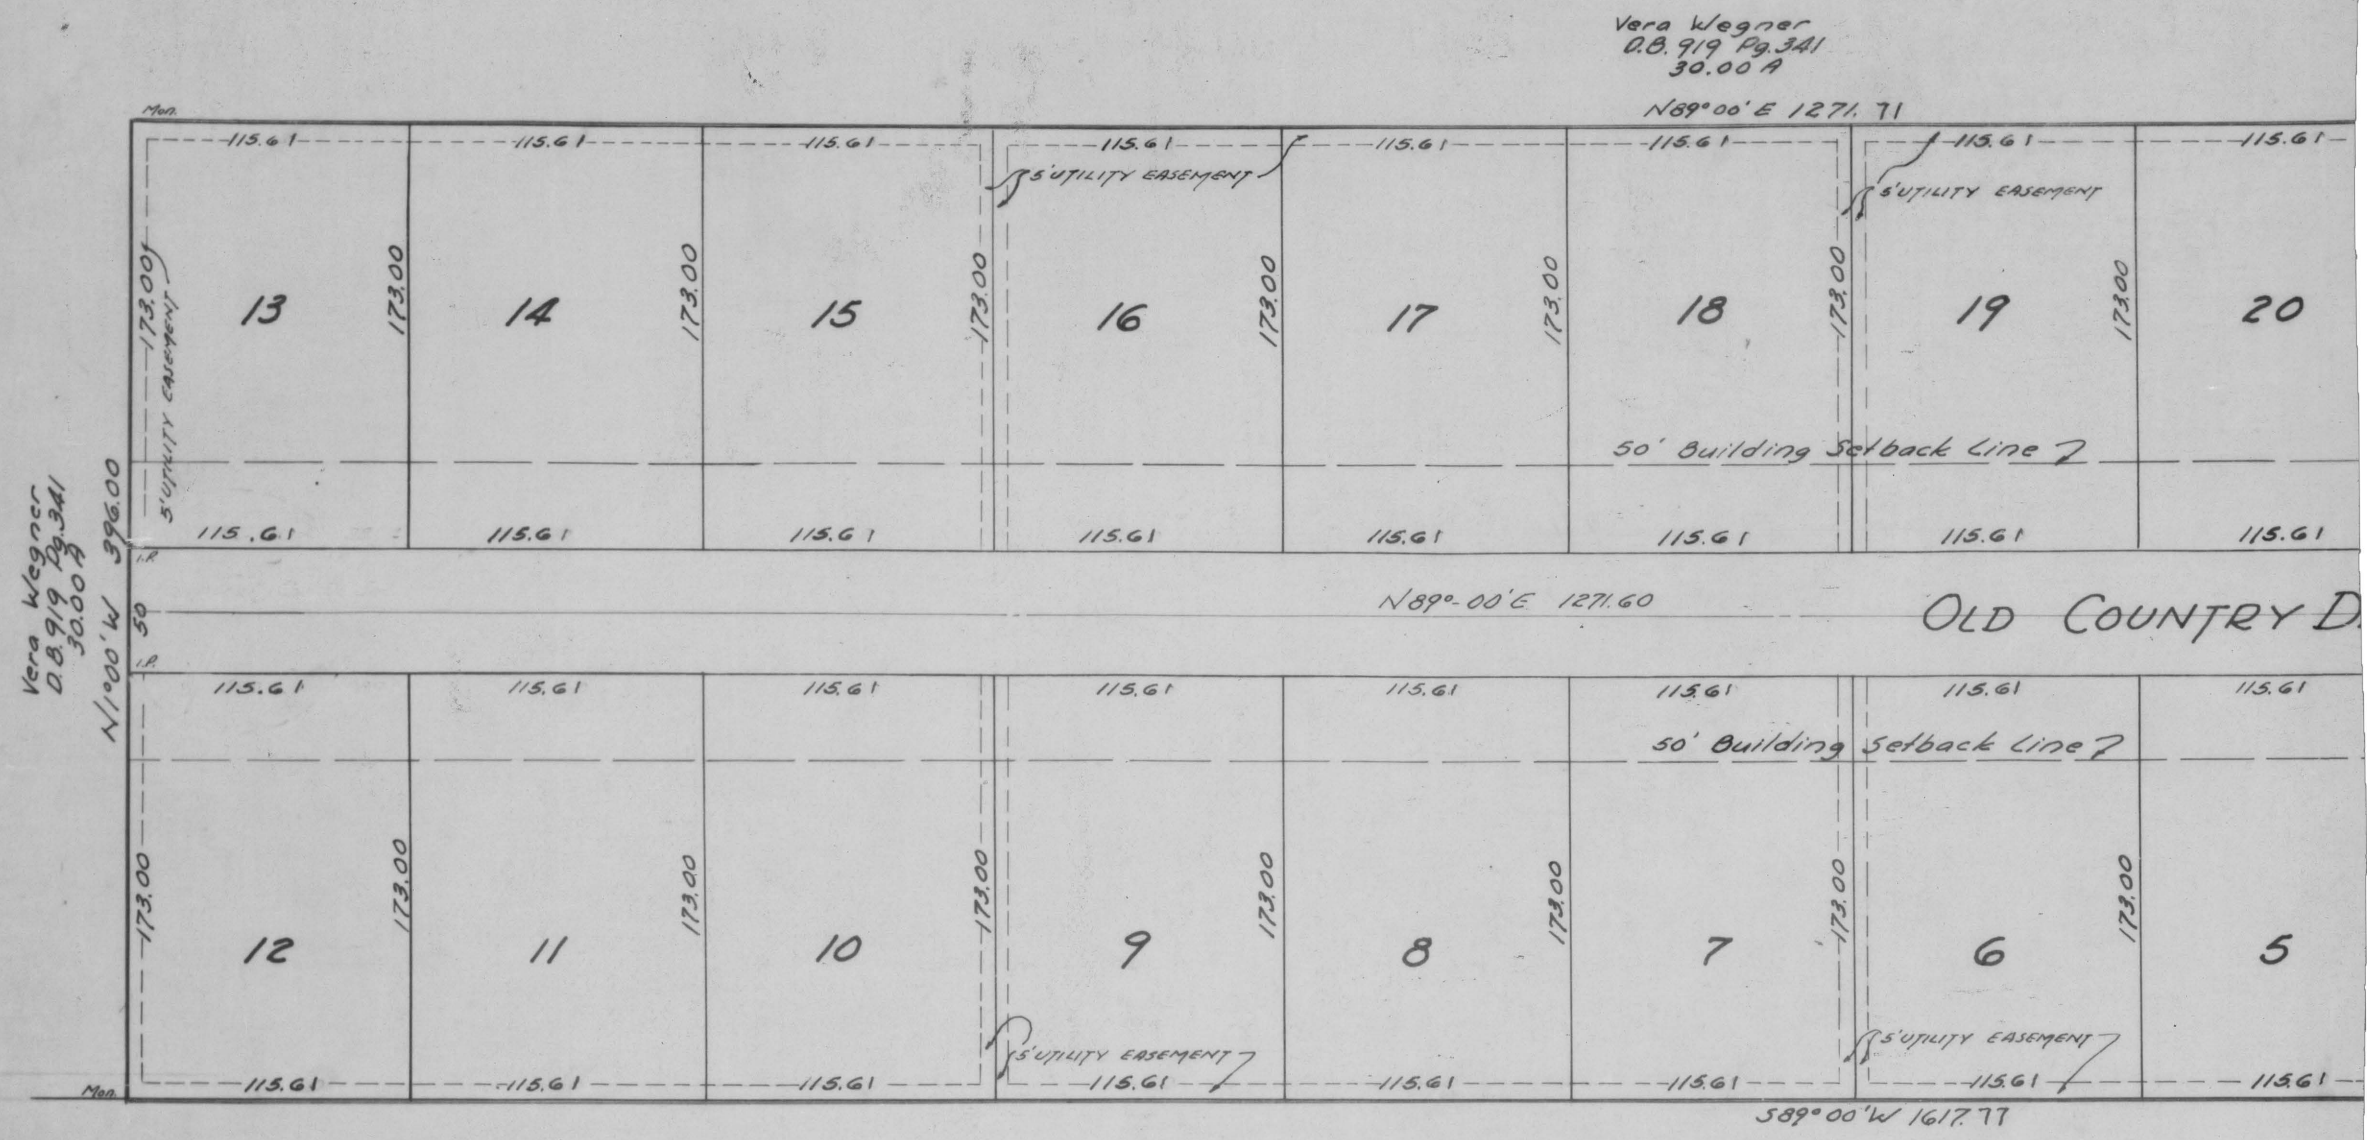 Vera Wegner
D.B. 919 Pg. 341
30.00 A
N89°00'E 1271.71
Mon.
115.61 115.61 115.61 115.61 115.61 115.61 115.61 115.61
5'UTILITY EASEMENT
5'UTILITY EASEMENT
173.00 173.00 173.00 173.00 173.00 173.00 173.00 173.00
13 14 15 16 17 18 19 20
5'UTILITY EASEMENT
50' Building Setback Line
115.61 115.61 115.61 115.61 115.61 115.61 115.61 115.61
I.P.
Vera Wegner
D.B. 919 Pg. 341
30.00 A
N1°00'W 396.00
50
N89°-00'E 1271.60
OLD COUNTRY D
I.P.
115.61 115.61 115.61 115.61 115.61 115.61 115.61 115.61
50' Building Setback Line
173.00 173.00 173.00 173.00 173.00 173.00 173.00 173.00
12 11 10 9 8 7 6 5
5'UTILITY EASEMENT
5'UTILITY EASEMENT
115.61 115.61 115.61 115.61 115.61 115.61 115.61 115.61
Mon.
S89°00'W 1617.77